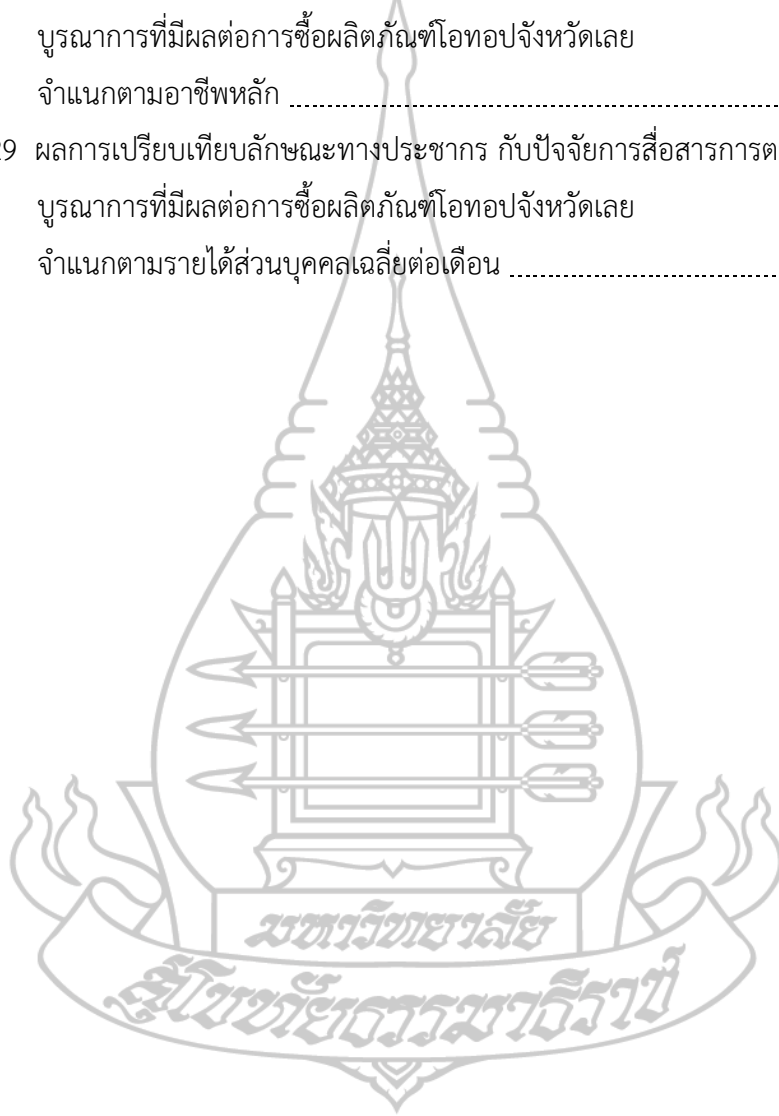 บูรณาการที่มีผลต่อการซื้อผลิตภัณฑ์โอทอปจังหวัดเลย
จำแนกตามอาชีพหลัก
9 ผลการเปรียบเทียบลักษณะทางประชากร กับปัจจัยการสื่อสารการต
บูรณาการที่มีผลต่อการซื้อผลิตภัณฑ์โอทอปจังหวัดเลย
จำแนกตามรายได้ส่วนบุคคลเฉลี่ยต่อเดือน
มหาวิทยาลัย
สุโขทัยธรรมาธิราช